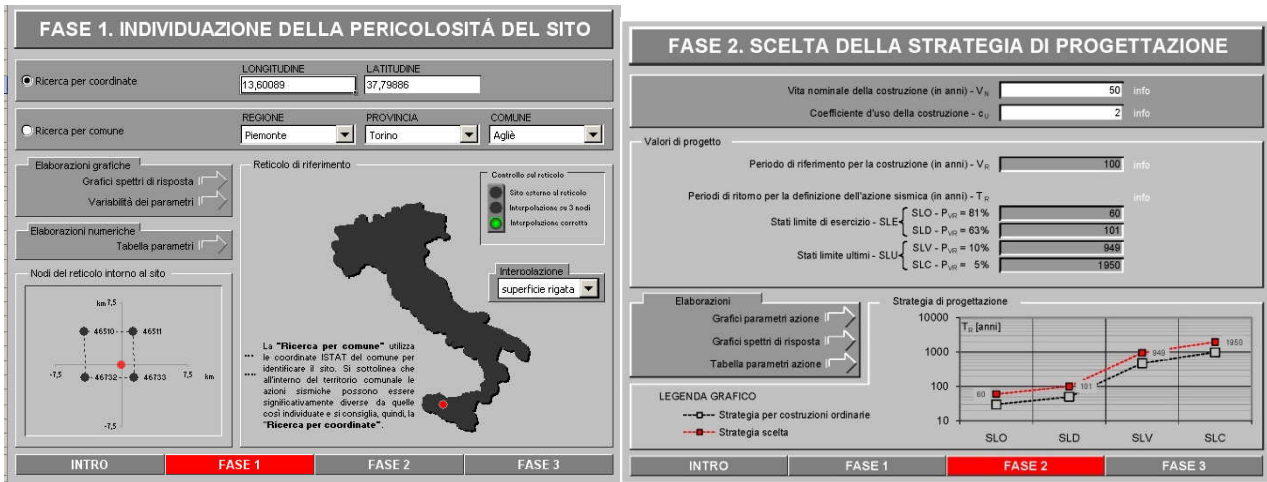 FASE 1. INDIVIDUAZIONE DELLA PERICOLOSITÁ DEL SITO
Ricerca per coordinate
LONGITUDINE
LATITUDINE
13,60089
37,79886
Ricerca per comune
REGIONE
PROVINCIA
COMUNE
Piemonte
Torino
Agliè
Elaborazioni grafiche
Grafici spettri di risposta
Variabilità dei parametri
Elaborazioni numeriche
Tabella parametri
Nodi del reticolo intorno al sito
km 7,5
46510
46511
-7,5
46732
46733
7,5 km
-7,5
Reticolo di riferimento
Controllo sul reticolo
Sito esterno al reticolo
Interpolazione su 3 nodi
Interpolazione corretta
Interpolazione
superficie rigata
La "Ricerca per comune" utilizza
le coordinate ISTAT del comune per
identificare il sito. Si sottolinea che
all'interno del territorio comunale le
azioni sismiche possono essere
significativamente diverse da quelle
così individuate e si consiglia, quindi, la
"Ricerca per coordinate".
INTRO
FASE 1
FASE 2
FASE 3
FASE 2. SCELTA DELLA STRATEGIA DI PROGETTAZIONE
Vita nominale della costruzione (in anni) - VN
50
info
Coefficiente d'uso della costruzione - cU
2
info
Valori di progetto
Periodo di riferimento per la costruzione (in anni) - VR
100
info
Periodi di ritorno per la definizione dell'azione sismica (in anni) - TR
info
Stati limite di esercizio - SLE
SLO - PVR = 81%
60
SLD - PVR = 63%
101
Stati limite ultimi - SLU
SLV - PVR = 10%
949
SLC - PVR = 5%
1950
Elaborazioni
Grafici parametri azione
Grafici spettri di risposta
Tabella parametri azione
LEGENDA GRAFICO
Strategia per costruzioni ordinarie
Strategia scelta
Strategia di progettazione
TR [anni]
10000
1000
100
10
60
101
949
1950
SLO
SLD
SLV
SLC
INTRO
FASE 1
FASE 2
FASE 3